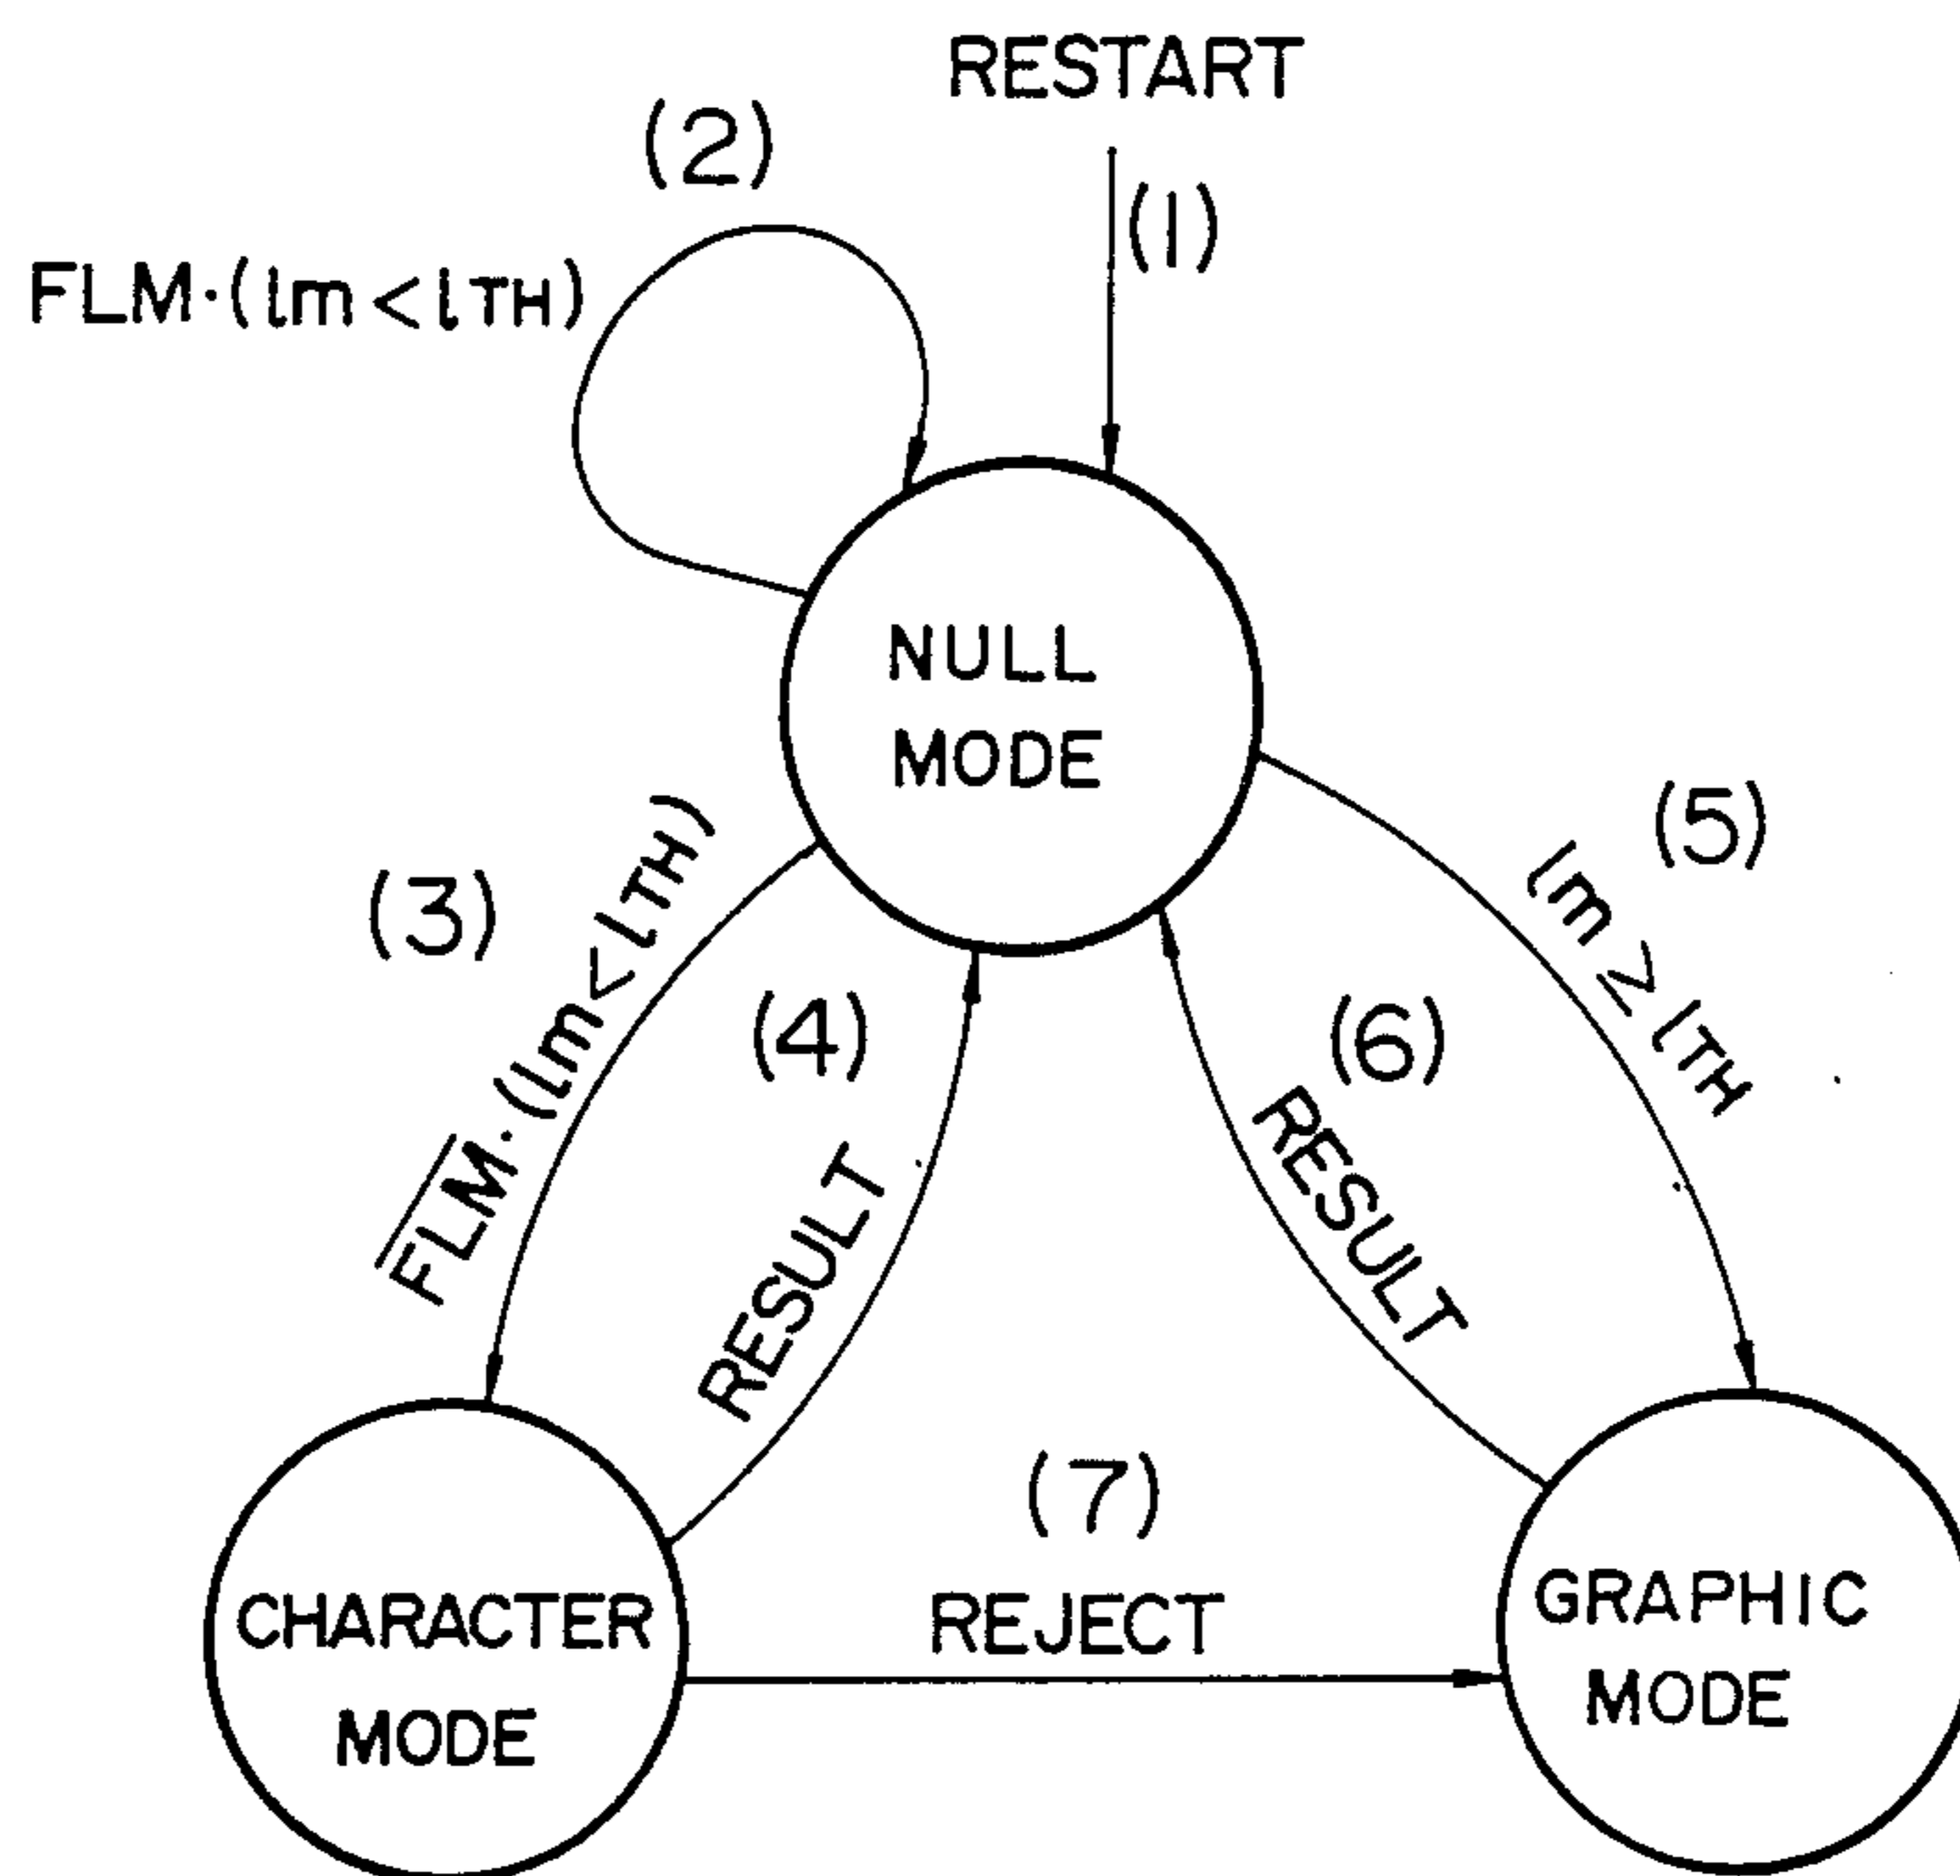 RESTART
(1)
(2)
FLM·(lm<lTH)
NULL
MODE
(3)
F̅L̅M̅·(lm<lTH)
(4)
RESULT
(5)
lm≥lTH
(6)
RESULT
(7)
REJECT
CHARACTER
MODE
GRAPHIC
MODE